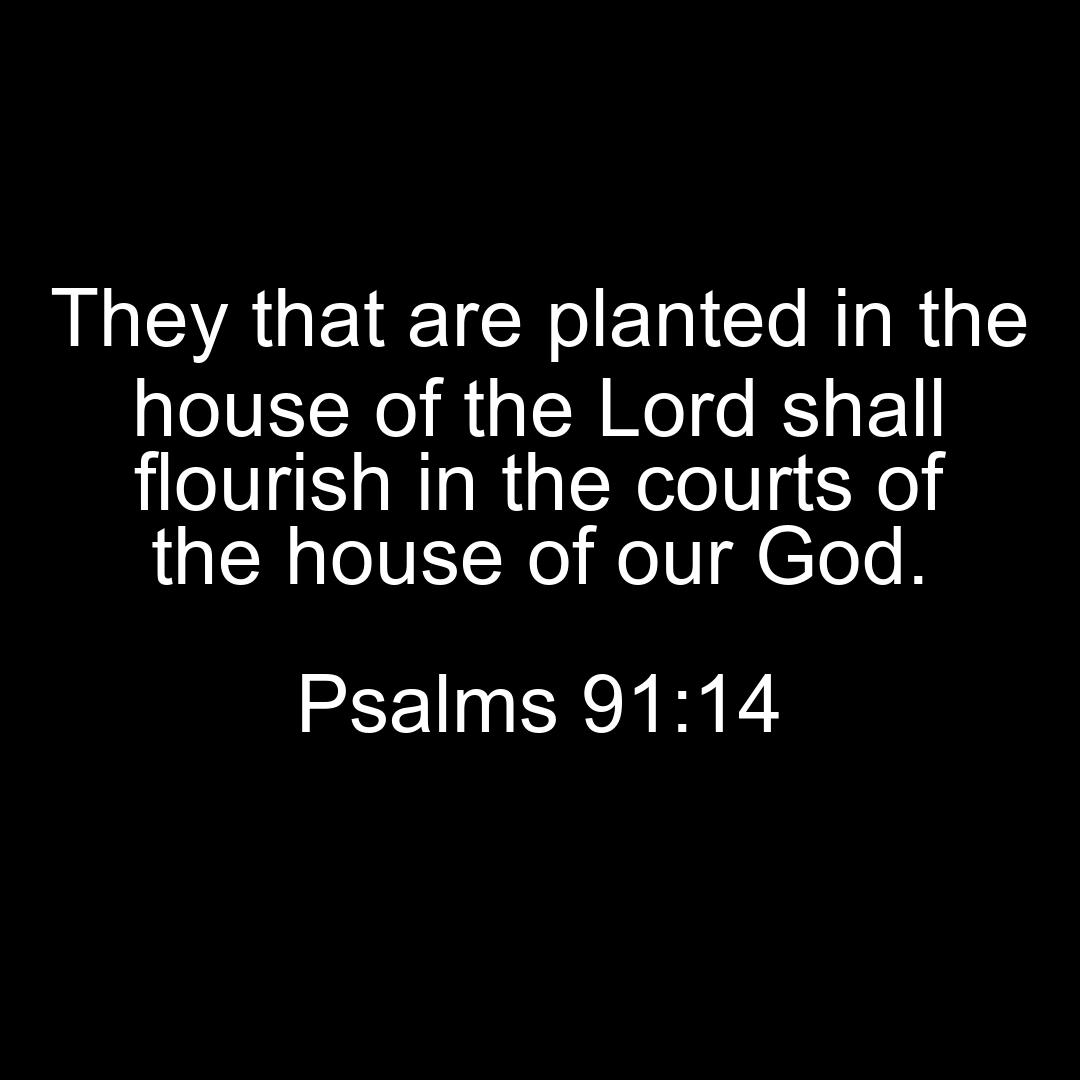 They that are planted in the
house of the Lord shall
flourish in the courts of
the house of our God.
Psalms 91:14